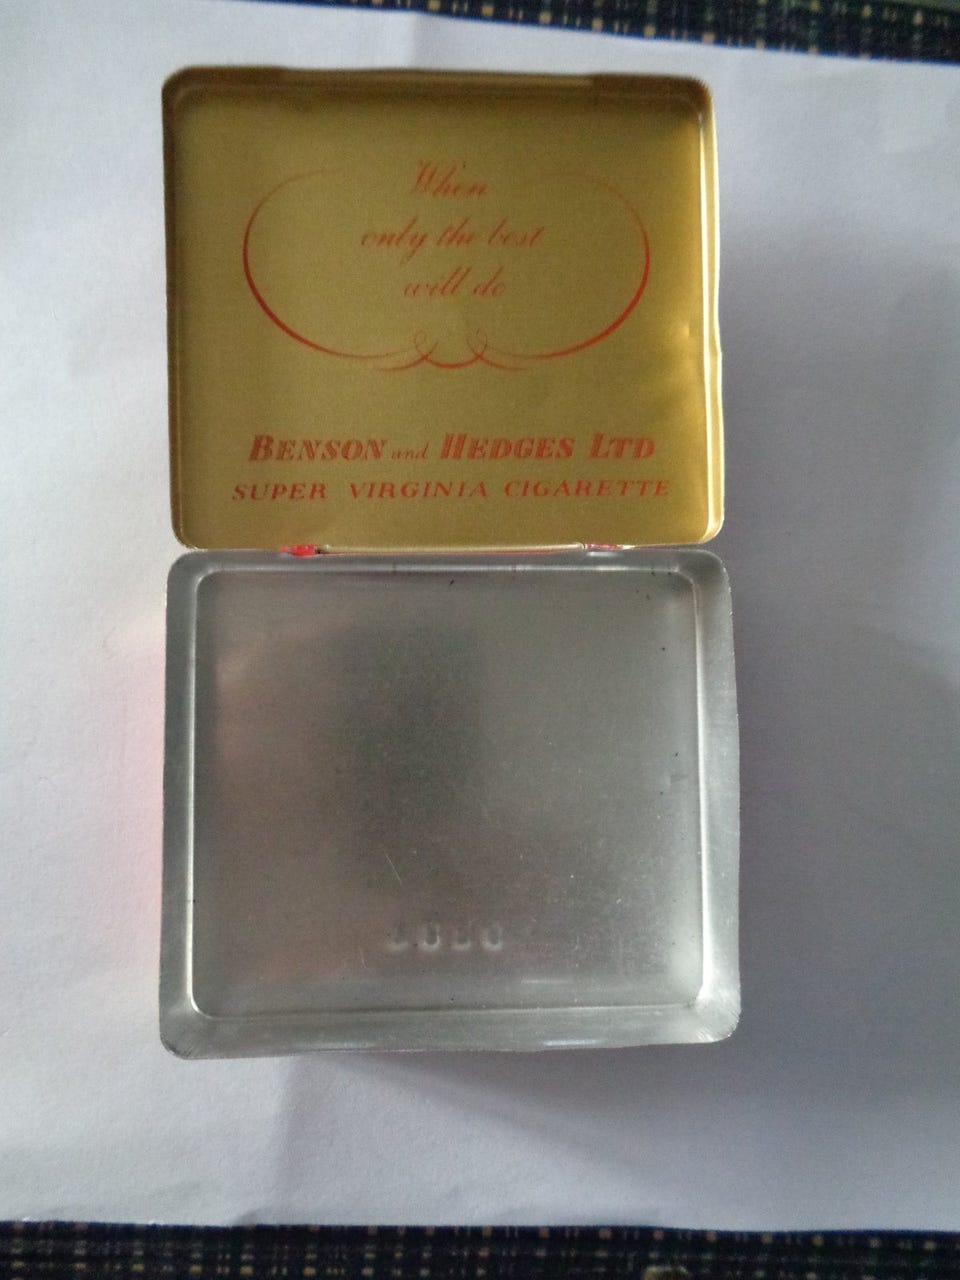 When
only the best
will do
BENSON and HEDGES LTD
SUPER VIRGINIA CIGARETTE